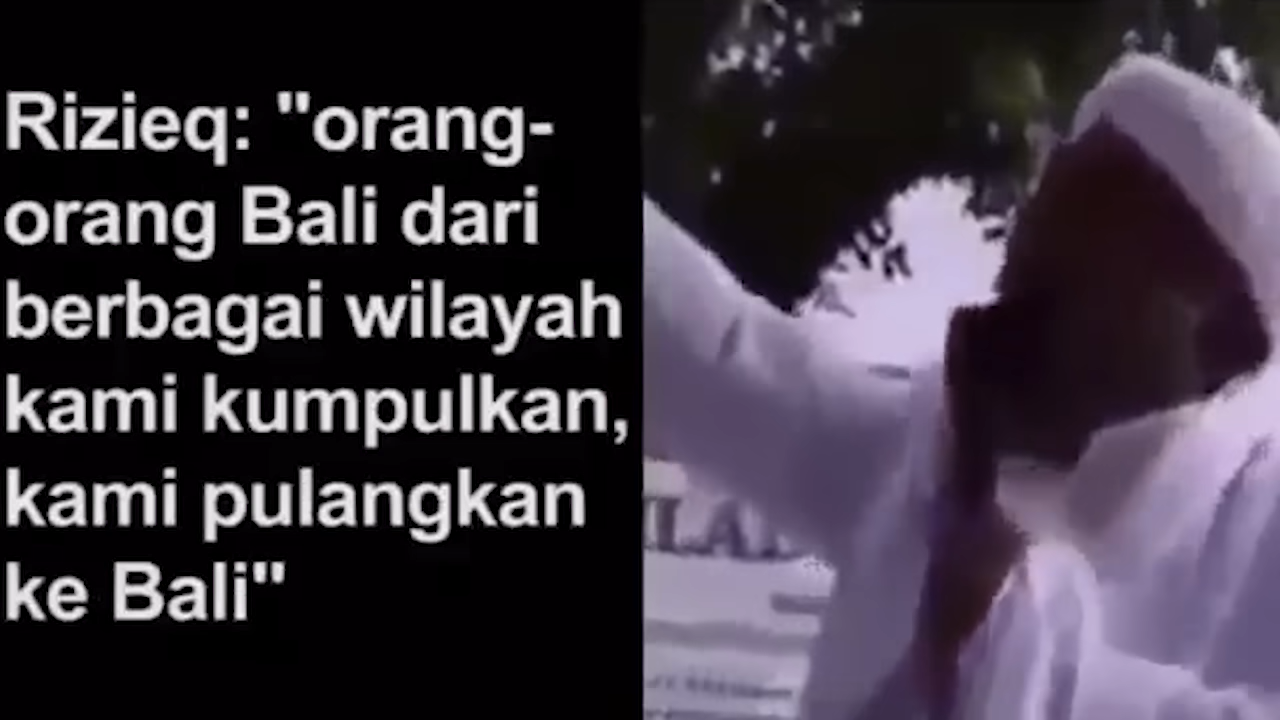 Rizieq: "orang-
orang Bali dari
berbagai wilayah
kami kumpulkan,
kami pulangkan
ke Bali"